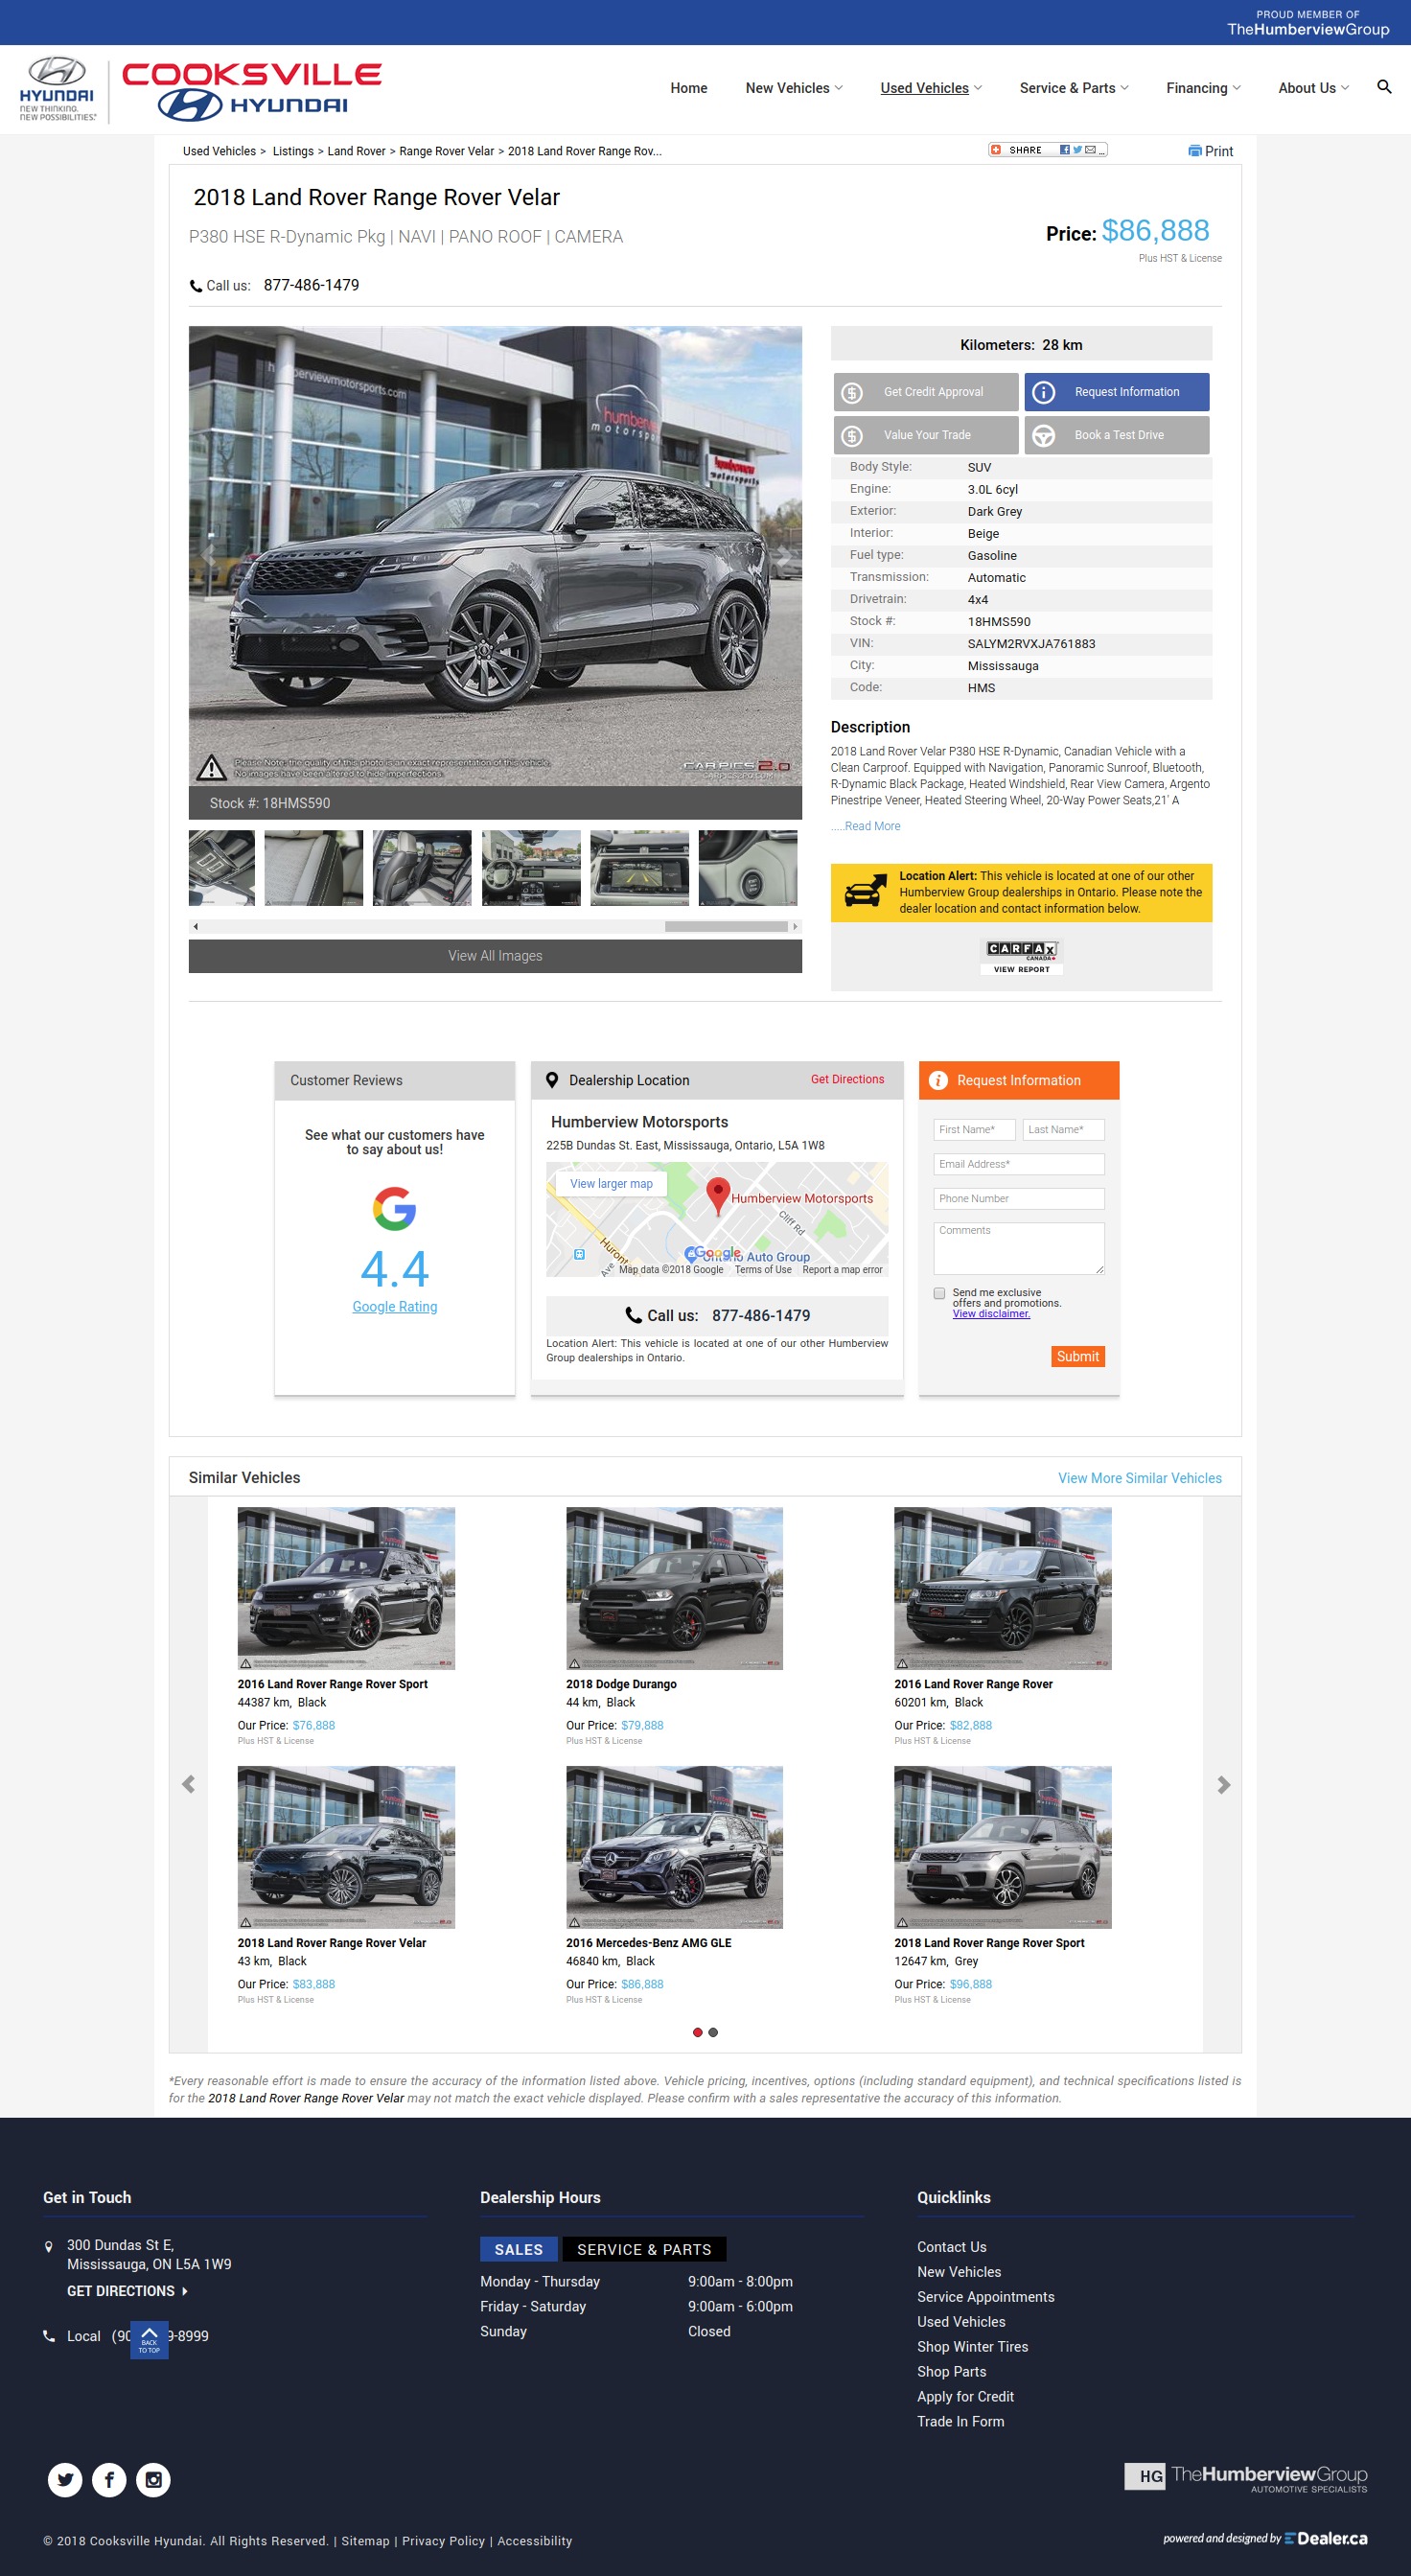 PROUD MEMBER OF
TheHumberviewGroup
HYUNDAI
NEW THINKING.
NEW POSSIBILITIES.
COOKSVILLE
HYUNDAI
Home
New Vehicles
Used Vehicles
Service & Parts
Financing
About Us
Used Vehicles > Listings > Land Rover > Range Rover Velar > 2018 Land Rover Range Rov...
SHARE
Print
2018 Land Rover Range Rover Velar
P380 HSE R-Dynamic Pkg | NAVI | PANO ROOF | CAMERA
Price: $86,888
Plus HST & License
Call us: 877-486-1479
humberviewmotorsports.com
humberview
motorsports
Please Note: the quality of this photo is an exact representation of this vehicle.
No images have been altered to hide imperfections.
CARPICS 2.0
Stock #: 18HMS590
View All Images
Kilometers: 28 km
Get Credit Approval
Request Information
Value Your Trade
Book a Test Drive
Body Style: SUV
Engine: 3.0L 6cyl
Exterior: Dark Grey
Interior: Beige
Fuel type: Gasoline
Transmission: Automatic
Drivetrain: 4x4
Stock #: 18HMS590
VIN: SALYM2RVXJA761883
City: Mississauga
Code: HMS
Description
2018 Land Rover Velar P380 HSE R-Dynamic, Canadian Vehicle with a
Clean Carproof. Equipped with Navigation, Panoramic Sunroof, Bluetooth,
R-Dynamic Black Package, Heated Windshield, Rear View Camera, Argento
Pinestripe Veneer, Heated Steering Wheel, 20-Way Power Seats,21' A
.....Read More
Location Alert: This vehicle is located at one of our other
Humberview Group dealerships in Ontario. Please note the
dealer location and contact information below.
CARFAX
CANADA
VIEW REPORT
Customer Reviews
See what our customers have
to say about us!
4.4
Google Rating
Dealership Location
Get Directions
Humberview Motorsports
225B Dundas St. East, Mississauga, Ontario, L5A 1W8
View larger map
Humberview Motorsports
Cliff Rd
Huront
Ave
Google
Ontario Auto Group
Map data ©2018 Google
Terms of Use
Report a map error
Call us: 877-486-1479
Location Alert: This vehicle is located at one of our other Humberview
Group dealerships in Ontario.
Request Information
First Name*
Last Name*
Email Address*
Phone Number
Comments
Send me exclusive
offers and promotions.
View disclaimer.
Submit
Similar Vehicles
View More Similar Vehicles
2016 Land Rover Range Rover Sport
44387 km, Black
Our Price: $76,888
Plus HST & License
2018 Dodge Durango
44 km, Black
Our Price: $79,888
Plus HST & License
2016 Land Rover Range Rover
60201 km, Black
Our Price: $82,888
Plus HST & License
2018 Land Rover Range Rover Velar
43 km, Black
Our Price: $83,888
Plus HST & License
2016 Mercedes-Benz AMG GLE
46840 km, Black
Our Price: $86,888
Plus HST & License
2018 Land Rover Range Rover Sport
12647 km, Grey
Our Price: $96,888
Plus HST & License
*Every reasonable effort is made to ensure the accuracy of the information listed above. Vehicle pricing, incentives, options (including standard equipment), and technical specifications listed is
for the 2018 Land Rover Range Rover Velar may not match the exact vehicle displayed. Please confirm with a sales representative the accuracy of this information.
Get in Touch
300 Dundas St E,
Mississauga, ON L5A 1W9
GET DIRECTIONS
Local (90 9-8999
BACK
TO TOP
Dealership Hours
SALES
SERVICE & PARTS
Monday - Thursday 9:00am - 8:00pm
Friday - Saturday 9:00am - 6:00pm
Sunday Closed
Quicklinks
Contact Us
New Vehicles
Service Appointments
Used Vehicles
Shop Winter Tires
Shop Parts
Apply for Credit
Trade In Form
HG TheHumberviewGroup
AUTOMOTIVE SPECIALISTS
© 2018 Cooksville Hyundai. All Rights Reserved. | Sitemap | Privacy Policy | Accessibility
powered and designed by EDealer.ca